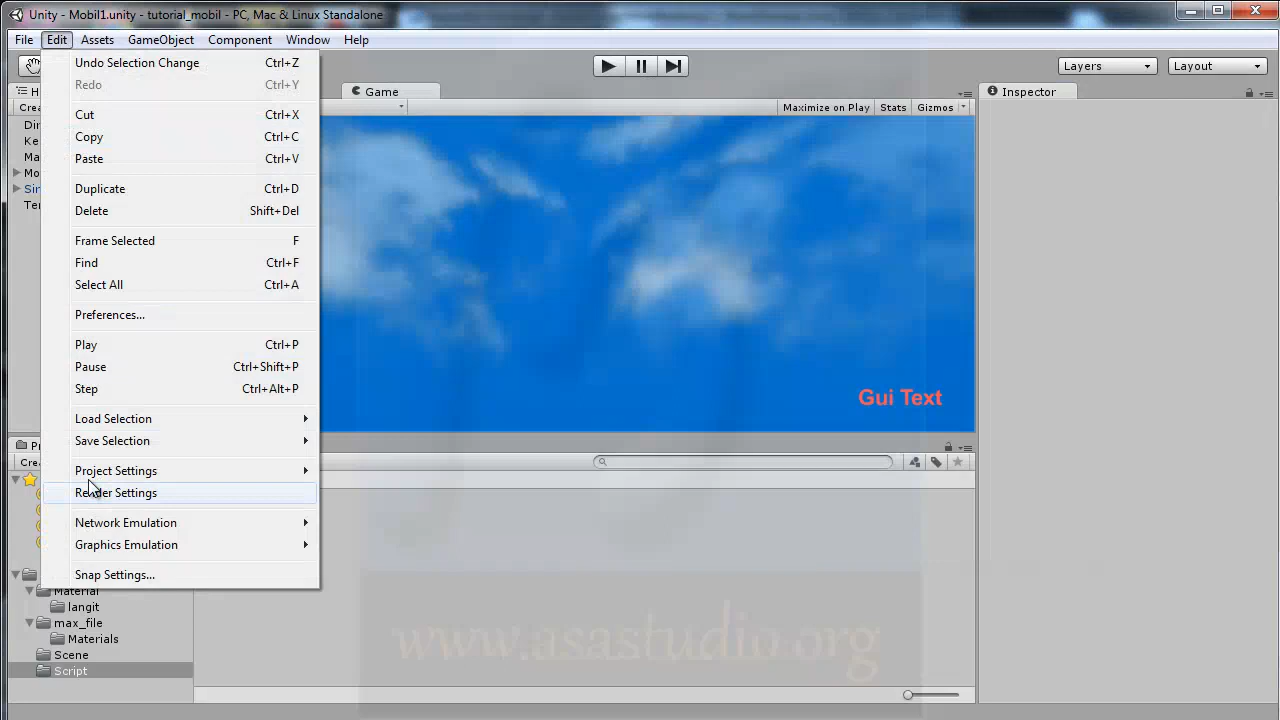 Unity - Mobil1.unity - tutorial_mobil - PC, Mac & Linux Standalone
File Edit Assets GameObject Component Window Help
Layers Layout
Game
Inspector
Maximize on Play Stats Gizmos
Undo Selection Change Ctrl+Z
Redo Ctrl+Y
Cut Ctrl+X
Copy Ctrl+C
Paste Ctrl+V
Duplicate Ctrl+D
Delete Shift+Del
Frame Selected F
Find Ctrl+F
Select All Ctrl+A
Preferences...
Play Ctrl+P
Pause Ctrl+Shift+P
Step Ctrl+Alt+P
Load Selection
Save Selection
Project Settings
Render Settings
Network Emulation
Graphics Emulation
Snap Settings...
Gui Text
Material
langit
max_file
Materials
Scene
Script
www.asastudio.org